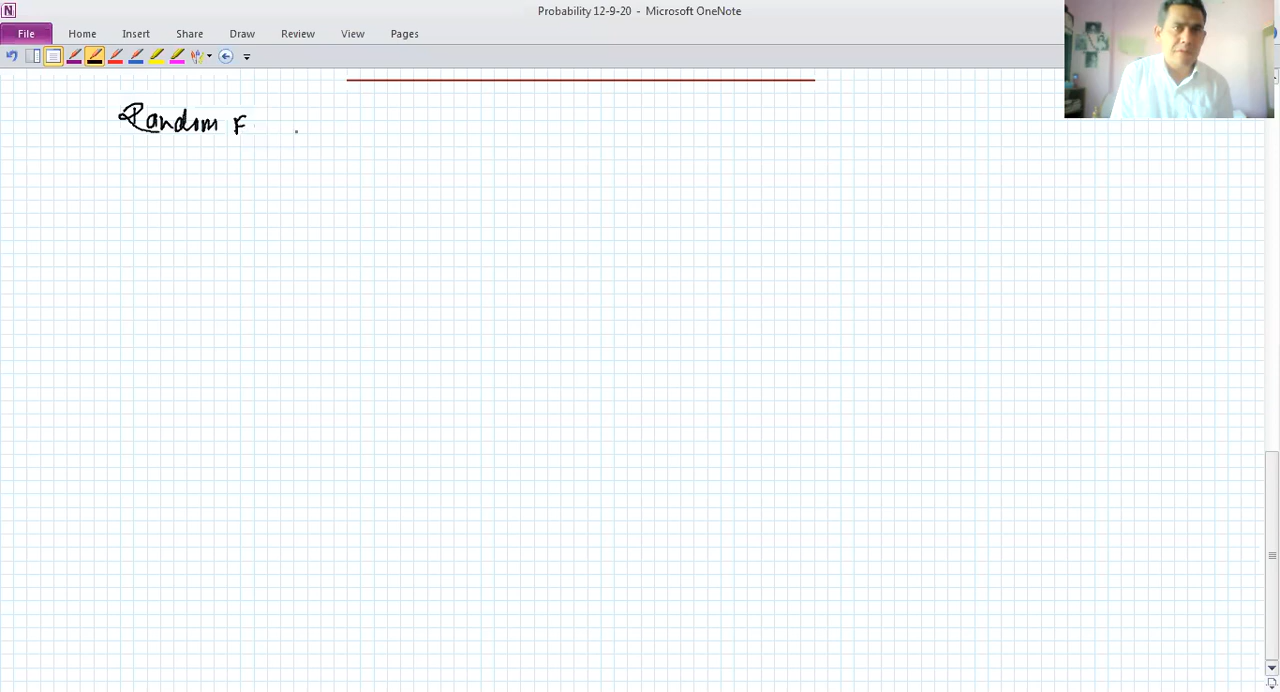 Probability 12-9-20 - Microsoft OneNote
File Home Insert Share Draw Review View Pages
Random F